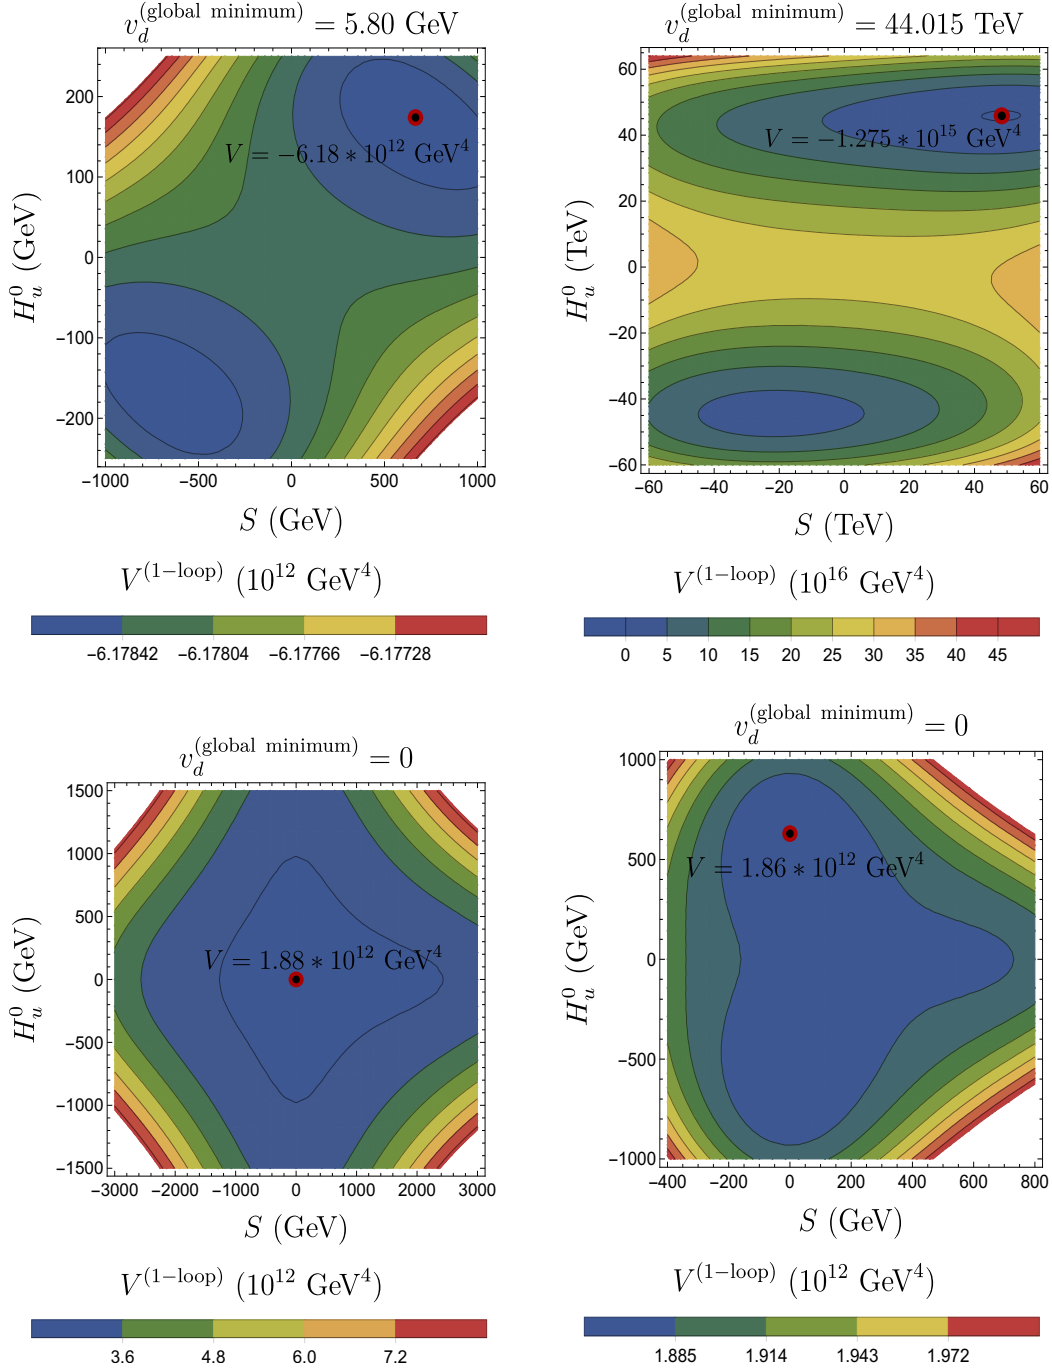 v_d^(global minimum) = 5.80 GeV
200
100
0
−100
−200
H_u^0 (GeV)
V = −6.18 * 10^12 GeV^4
−1000 −500 0 500 1000
S (GeV)
V^(1−loop) (10^12 GeV^4)
−6.17842 −6.17804 −6.17766 −6.17728
v_d^(global minimum) = 44.015 TeV
60
40
20
0
−20
−40
−60
H_u^0 (TeV)
V = −1.275 * 10^15 GeV^4
−60 −40 −20 0 20 40 60
S (TeV)
V^(1−loop) (10^16 GeV^4)
0 5 10 15 20 25 30 35 40 45
v_d^(global minimum) = 0
1500
1000
500
0
−500
−1000
−1500
H_u^0 (GeV)
V = 1.88 * 10^12 GeV^4
−3000 −2000 −1000 0 1000 2000 3000
S (GeV)
V^(1−loop) (10^12 GeV^4)
3.6 4.8 6.0 7.2
v_d^(global minimum) = 0
1000
500
0
−500
−1000
H_u^0 (GeV)
V = 1.86 * 10^12 GeV^4
−400 −200 0 200 400 600 800
S (GeV)
V^(1−loop) (10^12 GeV^4)
1.885 1.914 1.943 1.972